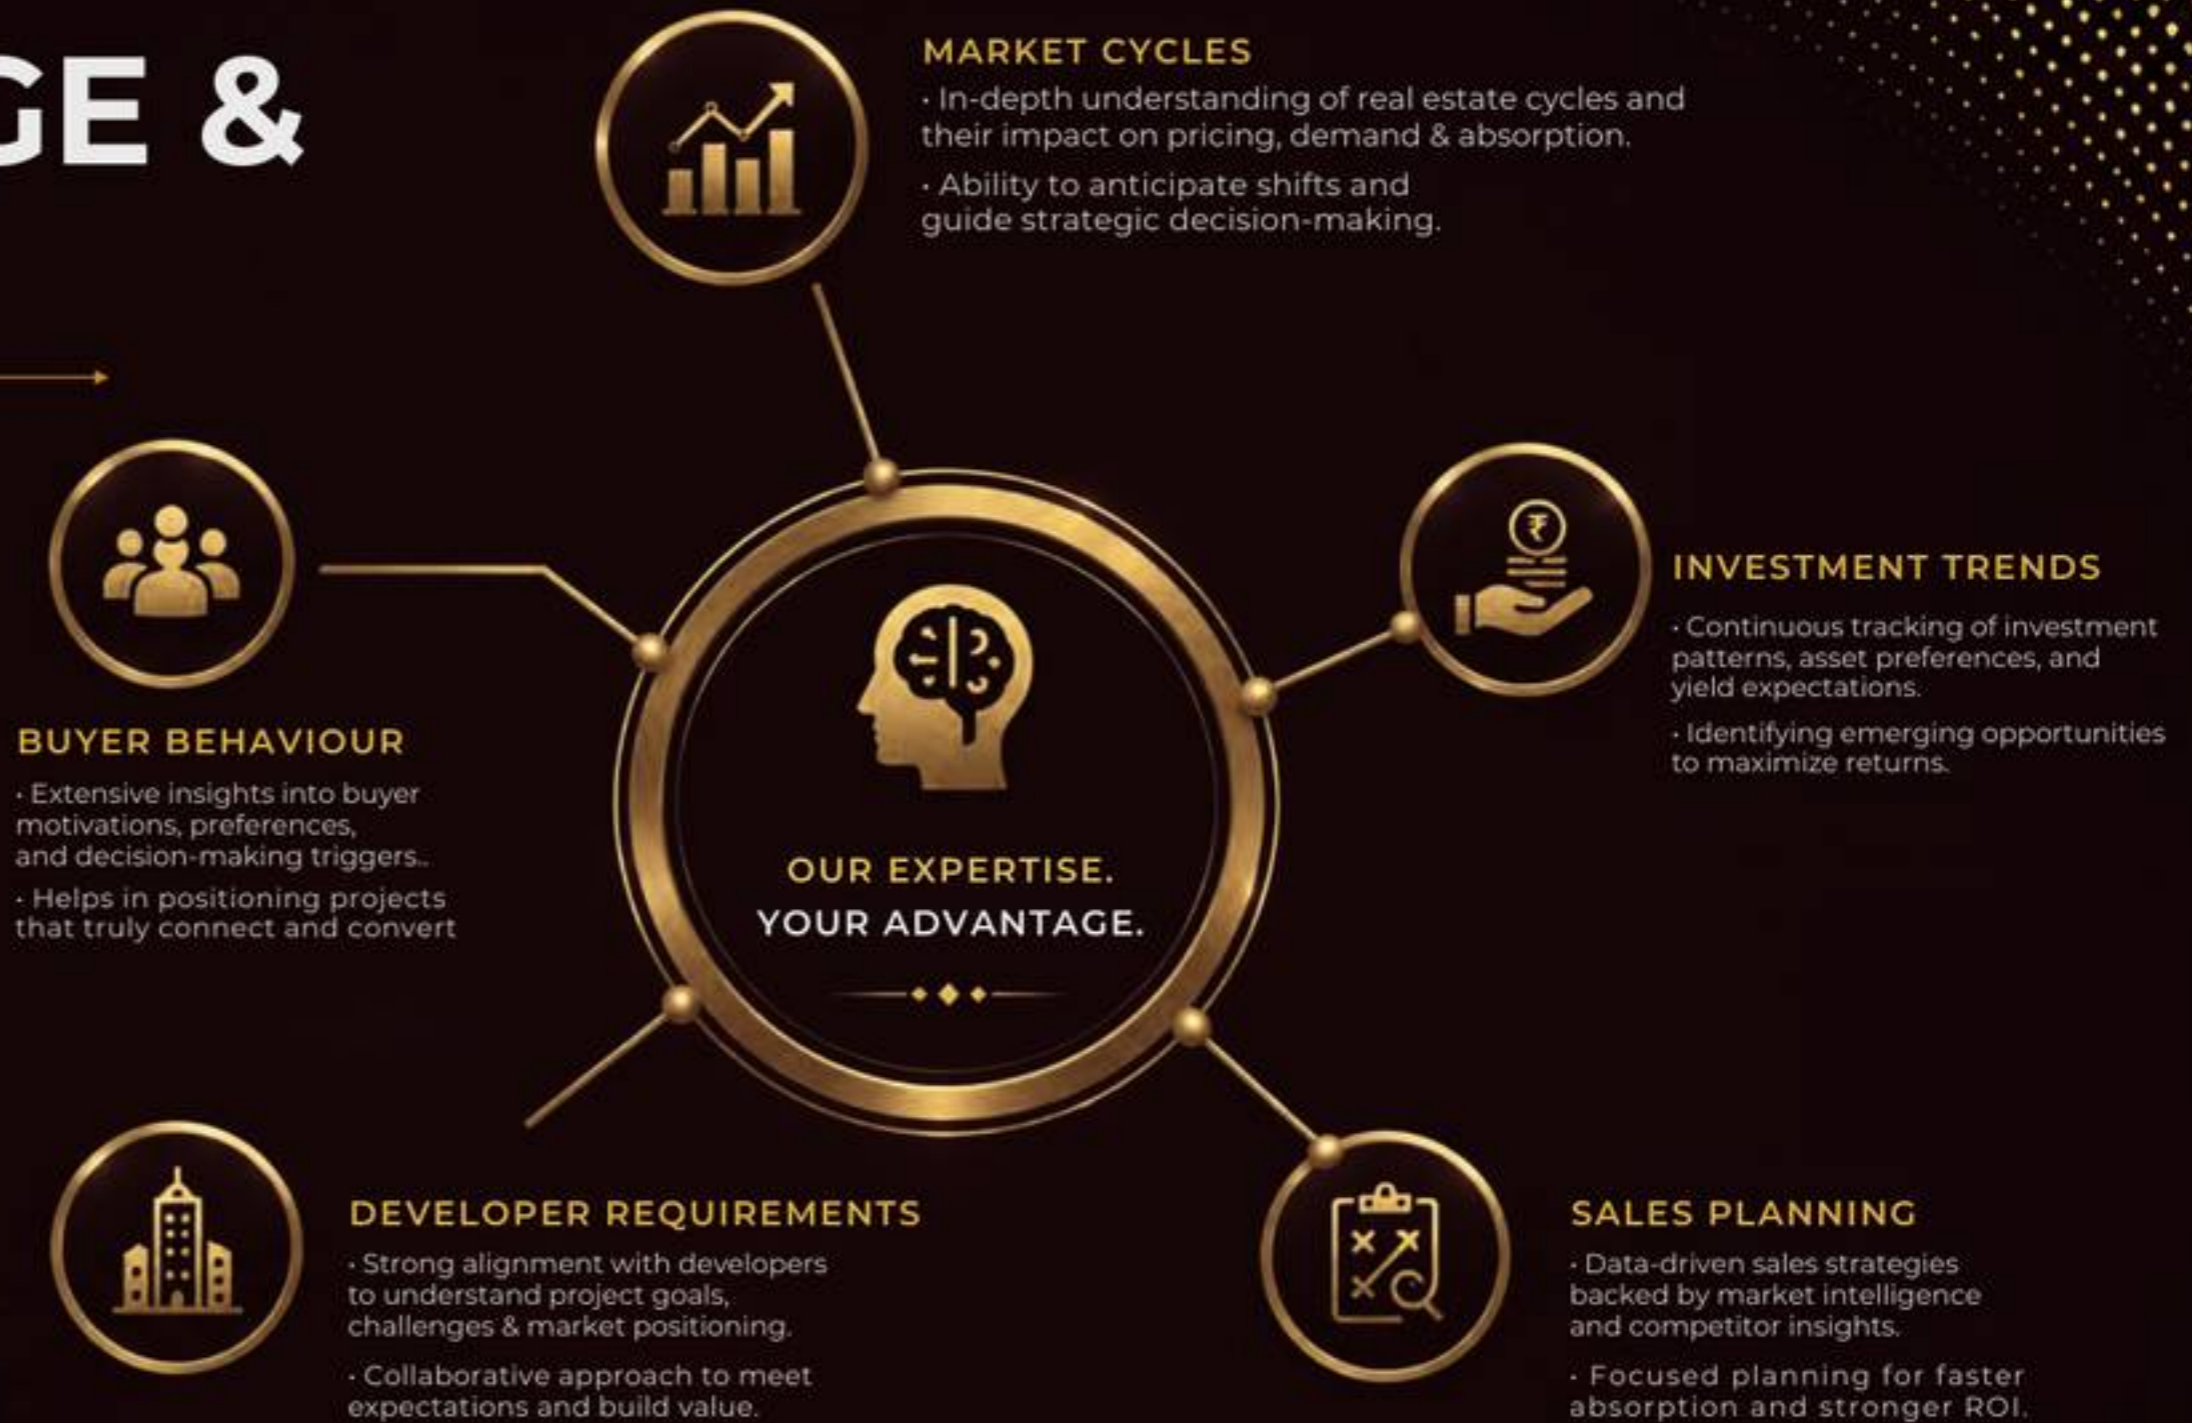 GE &
MARKET CYCLES
· In-depth understanding of real estate cycles and
their impact on pricing, demand & absorption.
· Ability to anticipate shifts and
guide strategic decision-making.
BUYER BEHAVIOUR
· Extensive insights into buyer
motivations, preferences,
and decision-making triggers..
· Helps in positioning projects
that truly connect and convert
₹
INVESTMENT TRENDS
· Continuous tracking of investment
patterns, asset preferences, and
yield expectations.
· Identifying emerging opportunities
to maximize returns.
OUR EXPERTISE.
YOUR ADVANTAGE.
DEVELOPER REQUIREMENTS
· Strong alignment with developers
to understand project goals,
challenges & market positioning.
· Collaborative approach to meet
expectations and build value.
SALES PLANNING
· Data-driven sales strategies
backed by market intelligence
and competitor insights.
· Focused planning for faster
absorption and stronger ROI.